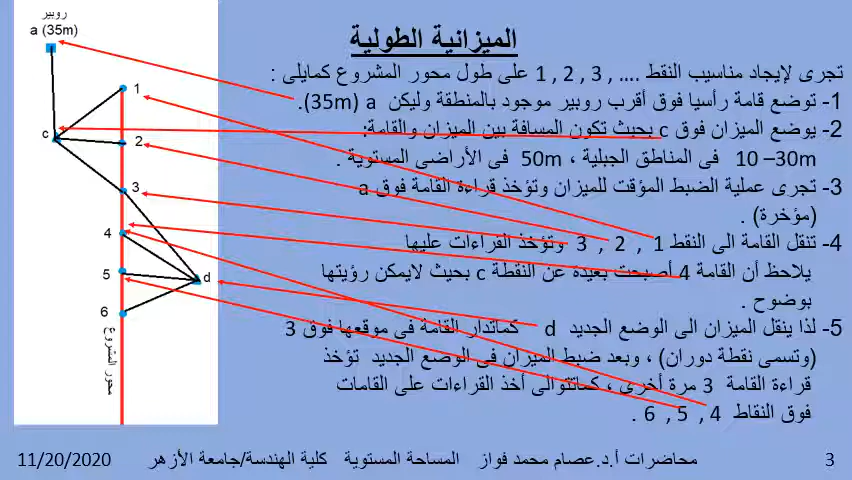 الميزانية الطولية
تجرى لإيجاد مناسيب النقط .... , 3 , 2 , 1 على طول محور المشروع كمايلى :
1- توضع قامة رأسيا فوق أقرب روبير موجود بالمنطقة وليكن a (35m).
2- يوضع الميزان فوق c بحيث تكون المسافة بين الميزان والقامة:
10 –30m فى المناطق الجبلية ، 50m فى الأراضى المستوية .
3- تجرى عملية الضبط المؤقت للميزان وتؤخذ قراءة القامة فوق a
(مؤخرة) .
4- تنقل القامة الى النقط 1 , 2 , 3 وتؤخذ القراءات عليها
يلاحظ أن القامة 4 أصبحت بعيدة عن النقطة c بحيث لايمكن رؤيتها
بوضوح .
5- لذا ينقل الميزان الى الوضع الجديد d كماتدار القامة فى موقعها فوق 3
(وتسمى نقطة دوران) ، وبعد ضبط الميزان فى الوضع الجديد تؤخذ
قراءة القامة 3 مرة أخرى ، كماتتوالى أخذ القراءات على القامات
فوق النقاط 4 , 5 , 6 .
روبير
a (35m)
1
c
2
3
4
d
5
6
محور المشروع
11/20/2020
محاضرات أ.د.عصام محمد فواز المساحة المستوية كلية الهندسة/جامعة الأزهر
3